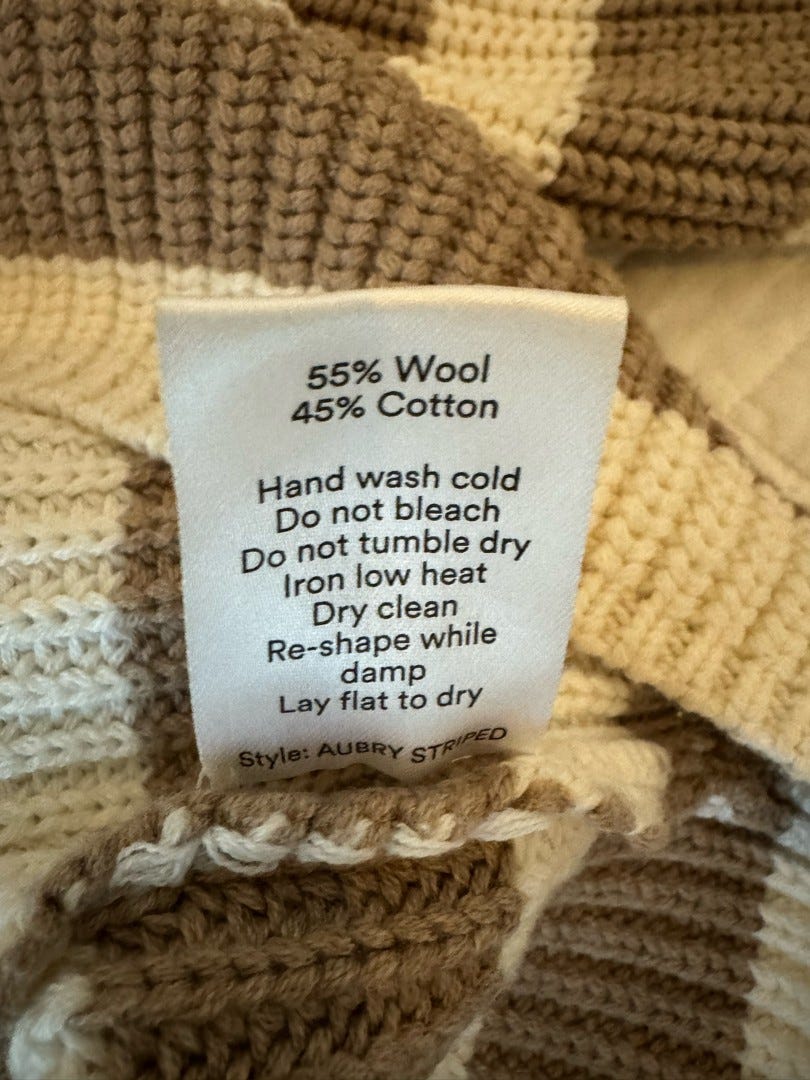 55% Wool
45% Cotton
Hand wash cold
Do not bleach
Do not tumble dry
Iron low heat
Dry clean
Re-shape while
damp
Lay flat to dry
Style: AUBRY STRIPED